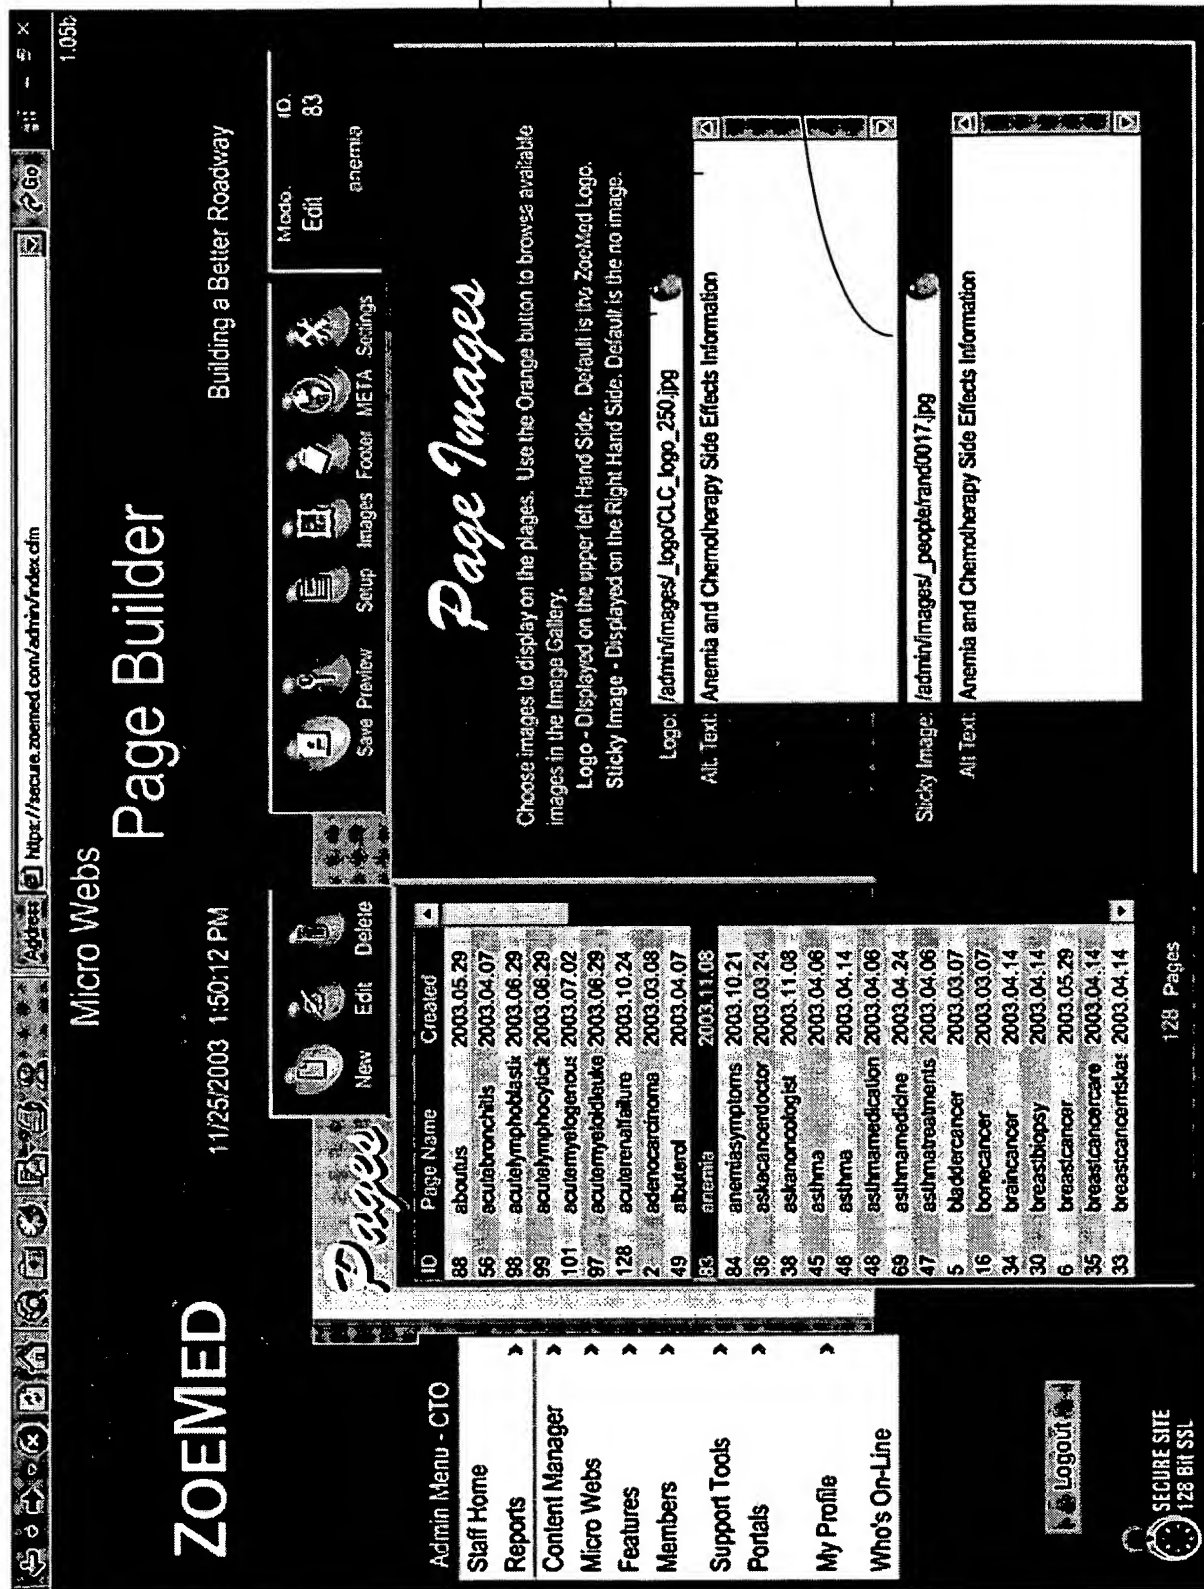 Address https://secure.zoemed.com/admin/index.cfm Go
Micro Webs
1.05b
ZOEMED
Page Builder
11/25/2003 1:50:12 PM
Building a Better Roadway
Pages
New Edit Delete
Save Preview Setup Images Footer META Settings
Mode. ID.
Edit 83
anemia
Admin Menu - CTO
Staff Home
Reports
Content Manager
Micro Webs
Features
Members
Support Tools
Portals
My Profile
Who's On-Line
Logout
SECURE SITE
128 Bit SSL
ID Page Name Created
88 aboutus 2003.05.29
56 acutebronchitis 2003.04.07
98 acutelymphoblastic 2003.06.29
99 acutelymphocyticle 2003.06.29
101 acutemyelogenous 2003.07.02
97 acutemyeloidleuke 2003.06.29
128 acuterenalfailure 2003.10.24
2 adenocarcinoma 2003.03.08
49 albuterol 2003.04.07
83 anemia 2003.11.08
84 anemiasymptoms 2003.10.21
36 askacancerdoctor 2003.03.24
38 askanoncologist 2003.11.08
45 asthma 2003.04.06
46 asthma 2003.04.14
48 asthmamedication 2003.04.06
69 asthmamedicine 2003.04.24
47 asthmatreatments 2003.04.06
5 bladdercancer 2003.03.07
16 bonecancer 2003.03.07
34 braincancer 2003.04.14
30 breastbiopsy 2003.04.14
6 breastcancer 2003.05.29
35 breastcancercare 2003.04.14
33 breastcancerriskas 2003.04.14
128 Pages
Page Images
Choose images to display on the plages. Use the Orange button to browse available
images in the Image Gallery.
Logo - Displayed on the upper left Hand Side. Default is the ZoeMed Logo.
Sticky Image - Displayed on the Right Hand Side. Default is the no image.
Logo: /admin/images/_logo/CLC_logo_250.jpg
Alt. Text: Anemia and Chemotherapy Side Effects Information
Sticky Image: /admin/images/_people/rand0017.jpg
Alt Text: Anemia and Chemotherapy Side Effects Information